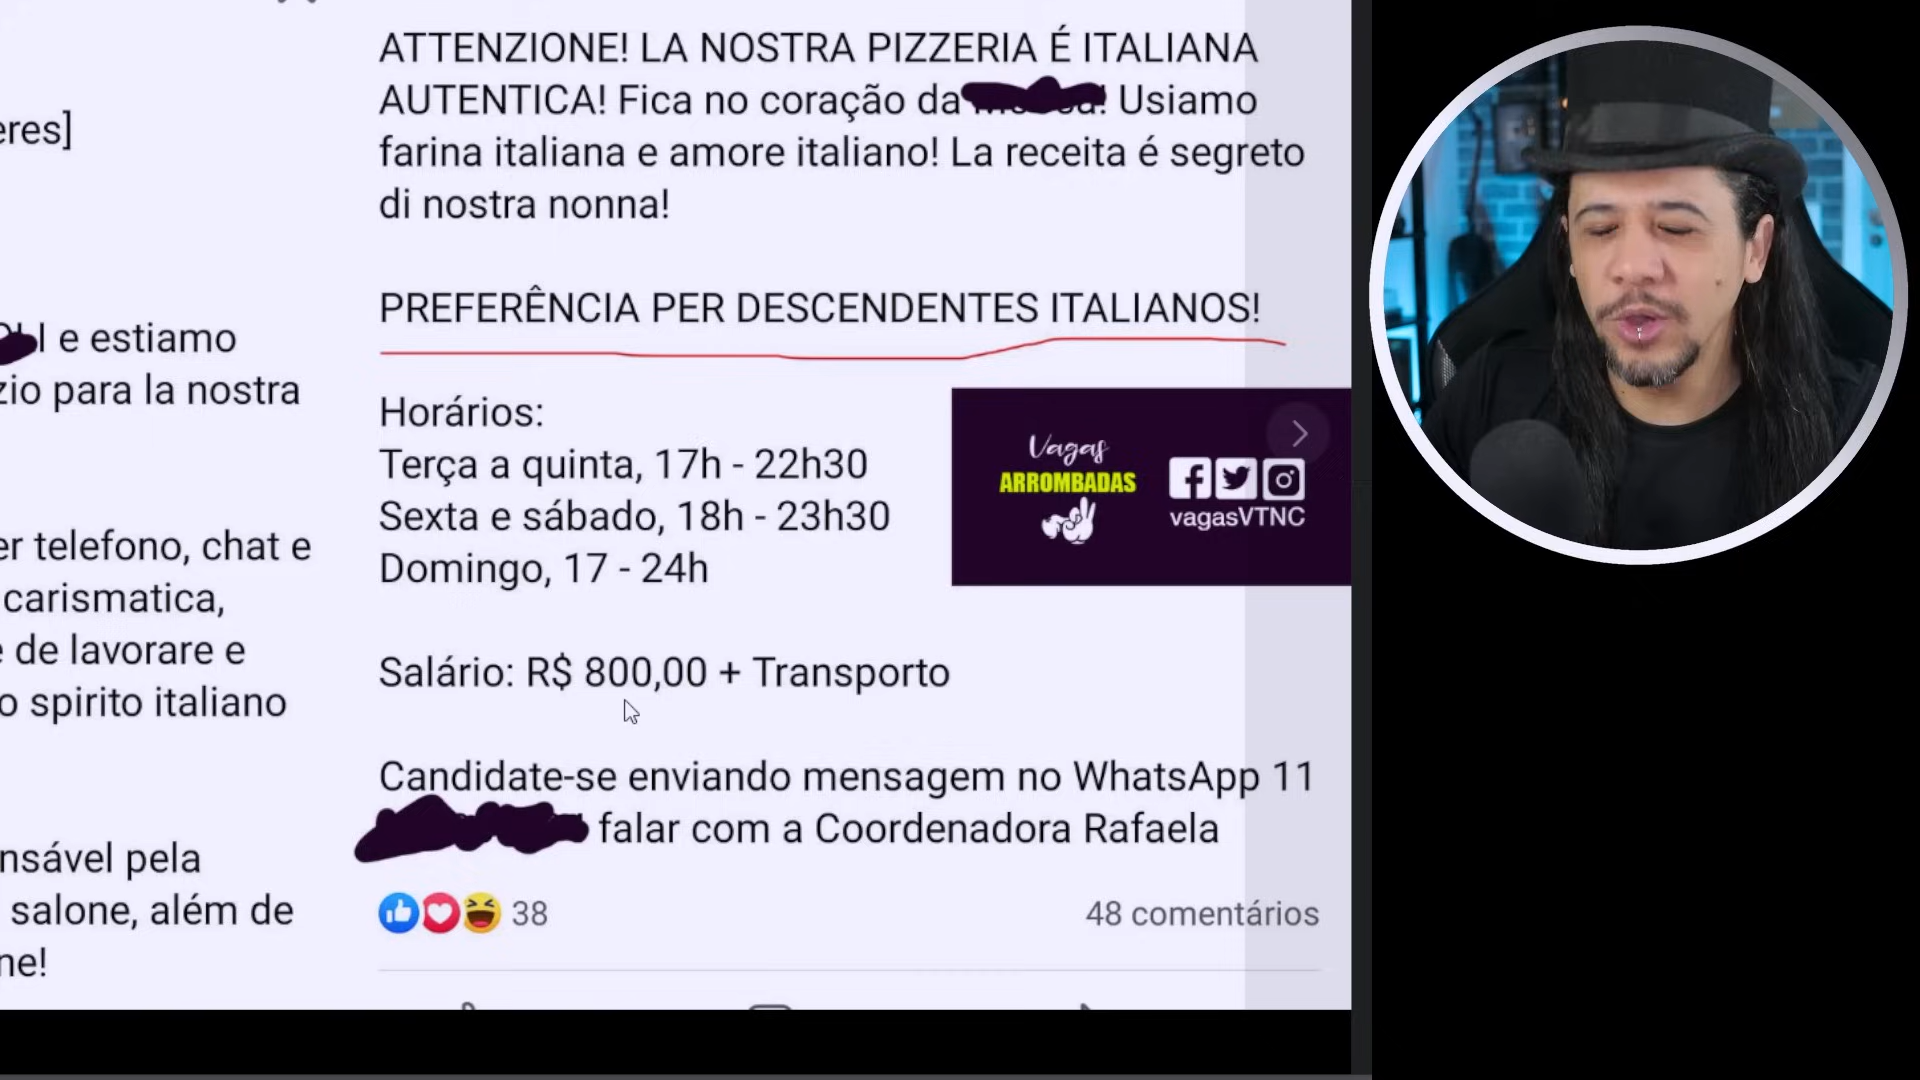 eres]
I e estiamo
zio para la nostra
er telefono, chat e
carismatica,
e de lavorare e
o spirito italiano
nsável pela
salone, além de
ne!
ATTENZIONE! LA NOSTRA PIZZERIA É ITALIANA
AUTENTICA! Fica no coração da Usiamo
farina italiana e amore italiano! La receita é segreto
di nostra nonna!
PREFERÊNCIA PER DESCENDENTES ITALIANOS!
Horários:
Terça a quinta, 17h - 22h30
Sexta e sábado, 18h - 23h30
Domingo, 17 - 24h
Vagas
ARROMBADAS
vagasVTNC
Salário: R$ 800,00 + Transporto
Candidate-se enviando mensagem no WhatsApp 11
falar com a Coordenadora Rafaela
38
48 comentários